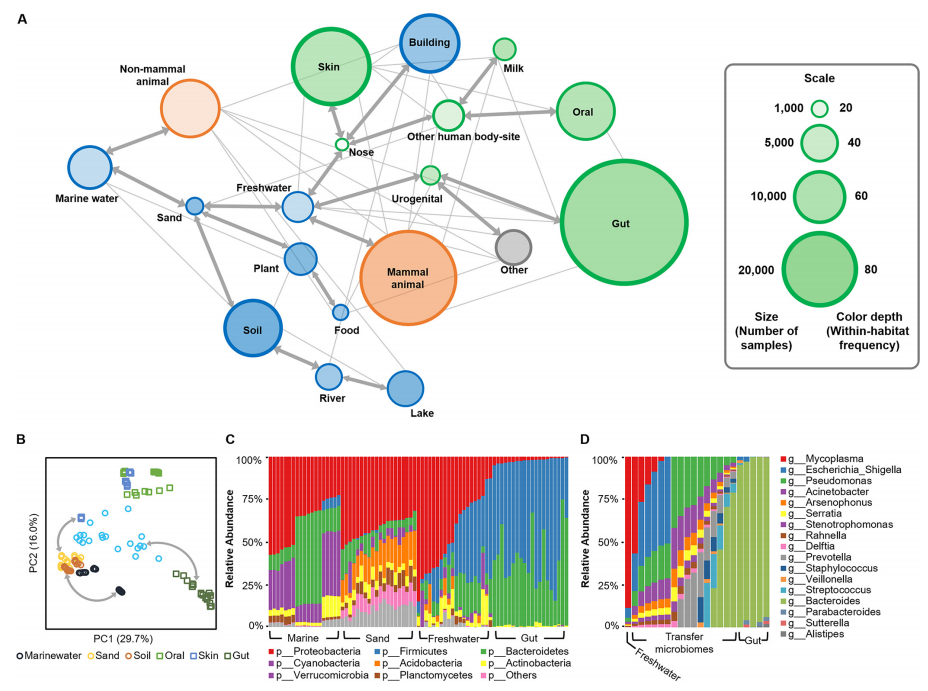 A
Non-mammal
animal
Skin
Building
Milk
Oral
Other human body-site
Nose
Marine water
Sand
Freshwater
Urogenital
Gut
Plant
Mammal
animal
Other
Food
Soil
River
Lake
Scale
1,000
20
5,000
40
10,000
60
20,000
80
Size
(Number of
samples)
Color depth
(Within-habitat
frequency)
B
PC2 (16.0%)
PC1 (29.7%)
Marinewater
Sand
Soil
Oral
Skin
Gut
C
Relative Abundance
100%
75%
50%
25%
0%
Marine
Sand
Freshwater
Gut
p__Proteobacteria
p__Firmicutes
p__Bacteroidetes
p__Cyanobacteria
p__Acidobacteria
p__Actinobacteria
p__Verrucomicrobia
p__Planctomycetes
p__Others
D
Relative Abundance
100%
75%
50%
25%
0%
Freshwater
Transfer
microbiomes
Gut
g__Mycoplasma
g__Escherichia_Shigella
g__Pseudomonas
g__Acinetobacter
g__Arsenophonus
g__Serratia
g__Stenotrophomonas
g__Rahnella
g__Delftia
g__Prevotella
g__Staphylococcus
g__Veillonella
g__Streptococcus
g__Bacteroides
g__Parabacteroides
g__Sutterella
g__Alistipes